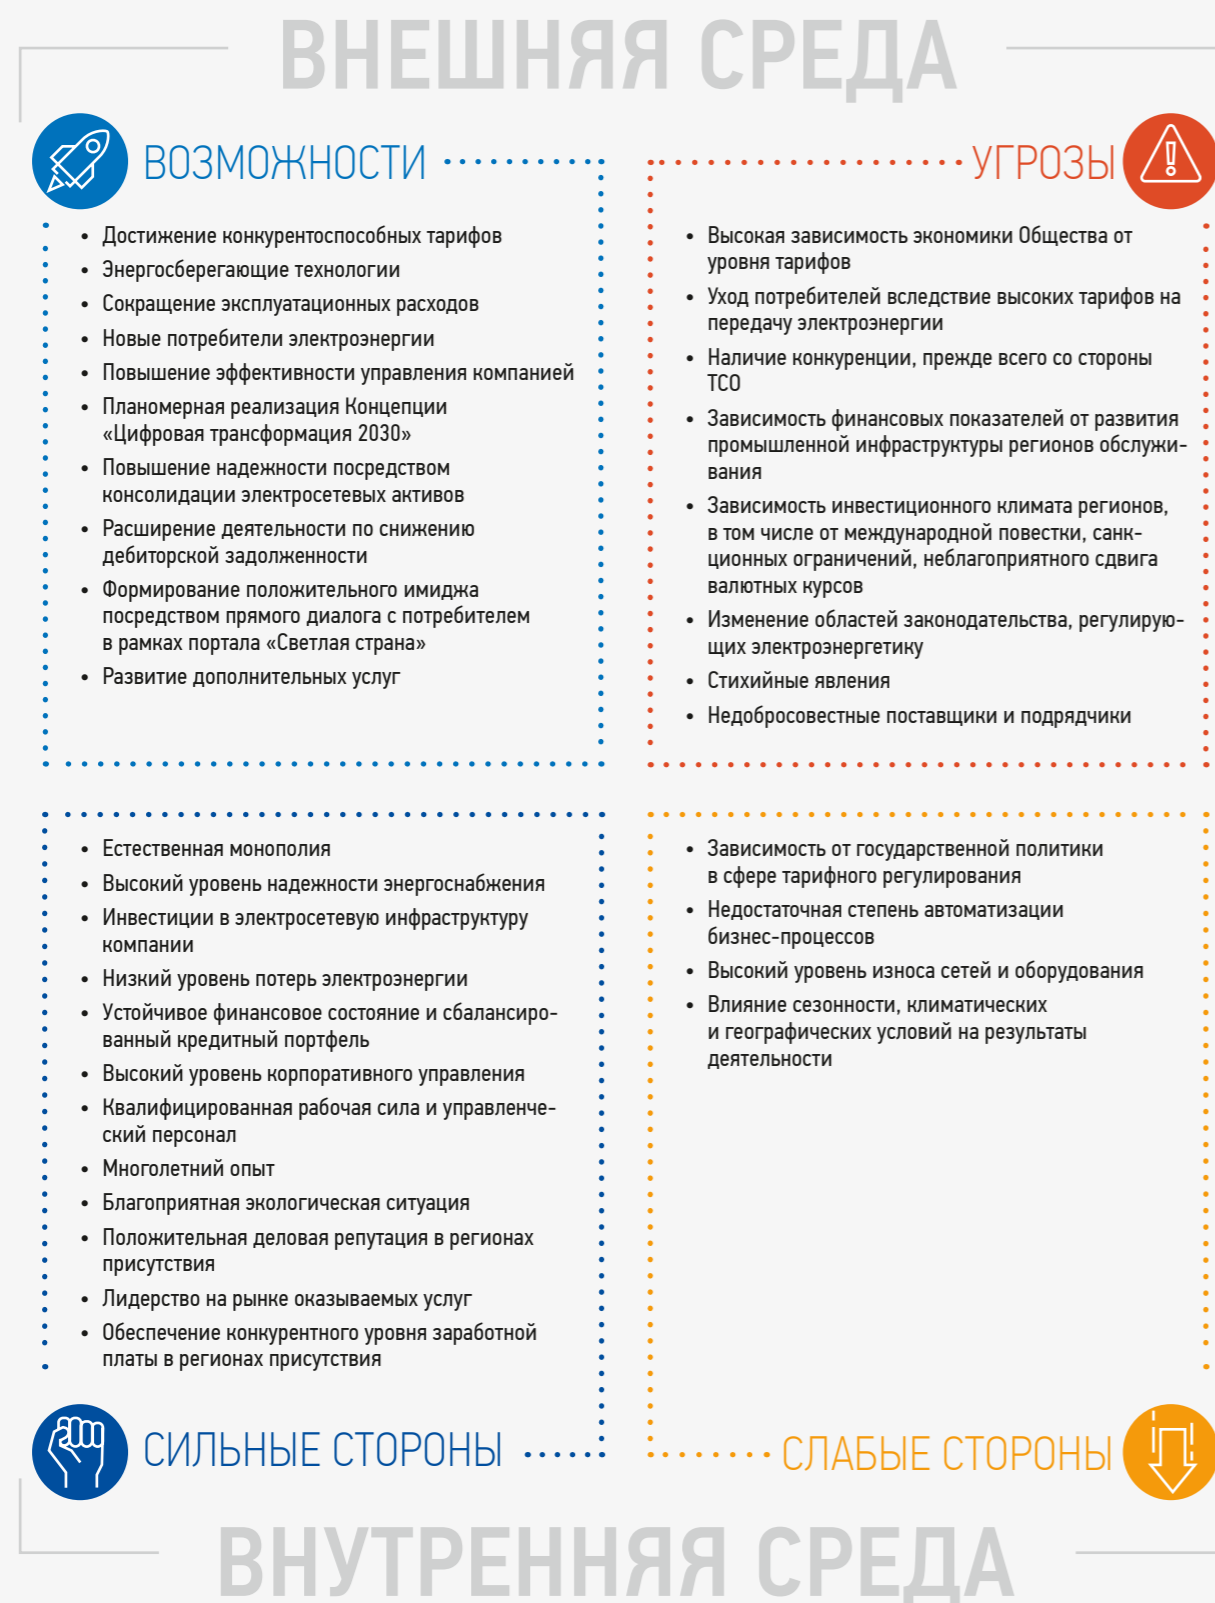 ВНЕШНЯЯ СРЕДА
ВОЗМОЖНОСТИ
• Достижение конкурентоспособных тарифов
• Энергосберегающие технологии
• Сокращение эксплуатационных расходов
• Новые потребители электроэнергии
• Повышение эффективности управления компанией
• Планомерная реализация Концепции
«Цифровая трансформация 2030»
• Повышение надежности посредством
консолидации электросетевых активов
• Расширение деятельности по снижению
дебиторской задолженности
• Формирование положительного имиджа
посредством прямого диалога с потребителем
в рамках портала «Светлая страна»
• Развитие дополнительных услуг
УГРОЗЫ
• Высокая зависимость экономики Общества от
уровня тарифов
• Уход потребителей вследствие высоких тарифов на
передачу электроэнергии
• Наличие конкуренции, прежде всего со стороны
ТСО
• Зависимость финансовых показателей от развития
промышленной инфраструктуры регионов обслужи-
вания
• Зависимость инвестиционного климата регионов,
в том числе от международной повестки, санк-
ционных ограничений, неблагоприятного сдвига
валютных курсов
• Изменение областей законодательства, регулирую-
щих электроэнергетику
• Стихийные явления
• Недобросовестные поставщики и подрядчики
• Естественная монополия
• Высокий уровень надежности энергоснабжения
• Инвестиции в электросетевую инфраструктуру
компании
• Низкий уровень потерь электроэнергии
• Устойчивое финансовое состояние и сбалансиро-
ванный кредитный портфель
• Высокий уровень корпоративного управления
• Квалифицированная рабочая сила и управленче-
ский персонал
• Многолетний опыт
• Благоприятная экологическая ситуация
• Положительная деловая репутация в регионах
присутствия
• Лидерство на рынке оказываемых услуг
• Обеспечение конкурентного уровня заработной
платы в регионах присутствия
СИЛЬНЫЕ СТОРОНЫ
• Зависимость от государственной политики
в сфере тарифного регулирования
• Недостаточная степень автоматизации
бизнес-процессов
• Высокий уровень износа сетей и оборудования
• Влияние сезонности, климатических
и географических условий на результаты
деятельности
СЛАБЫЕ СТОРОНЫ
ВНУТРЕННЯЯ СРЕДА